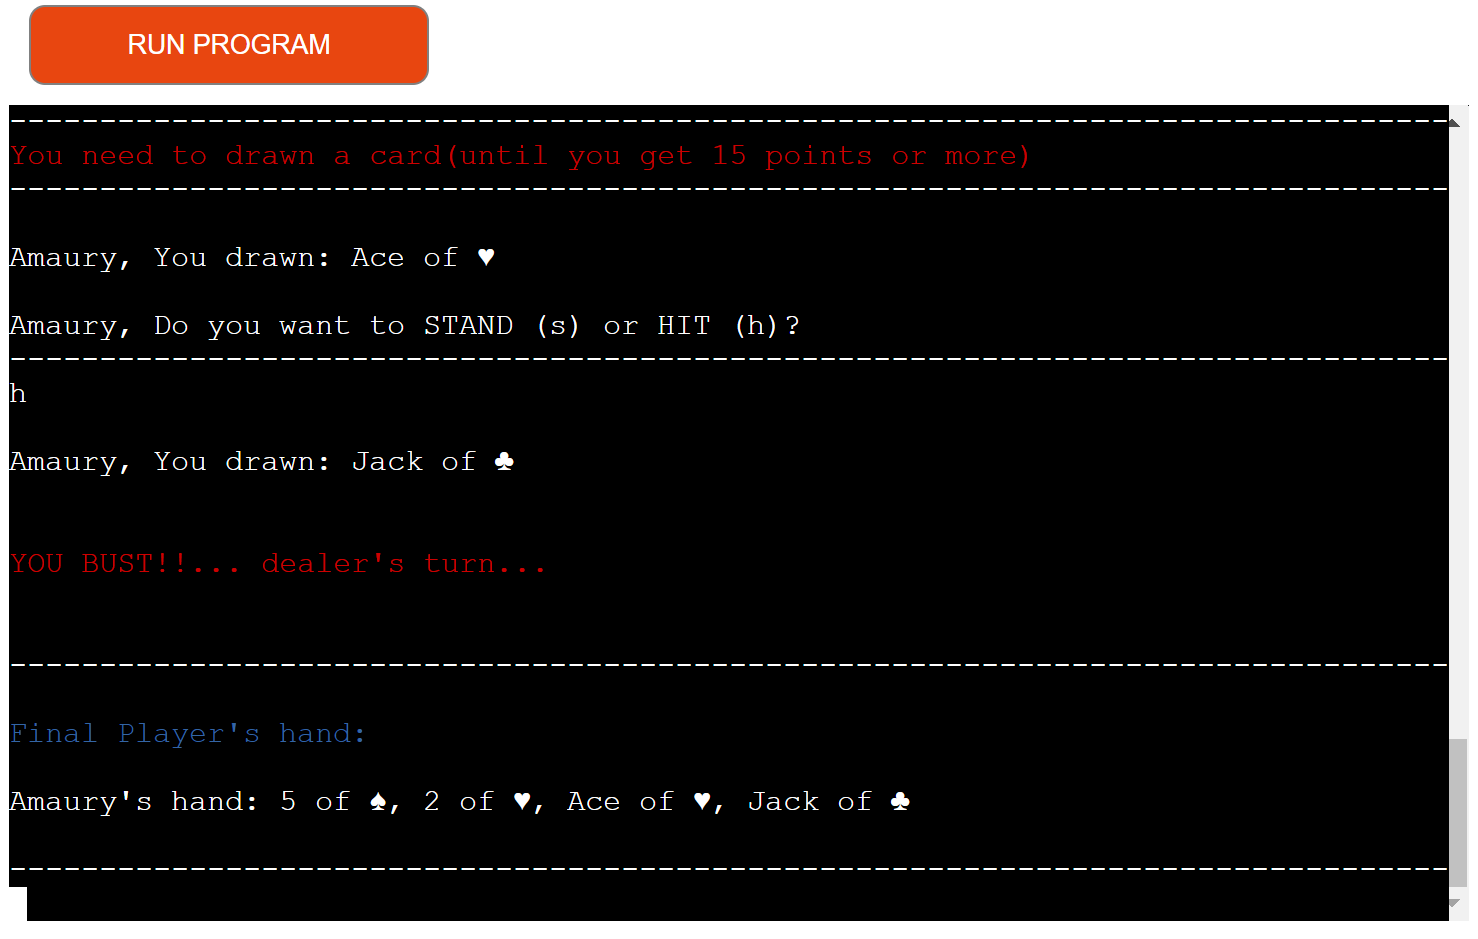 RUN PROGRAM
--------------------------------------------------------------------------------
You need to drawn a card(until you get 15 points or more)
--------------------------------------------------------------------------------
Amaury, You drawn: Ace of ♥
Amaury, Do you want to STAND (s) or HIT (h)?
--------------------------------------------------------------------------------
h
Amaury, You drawn: Jack of ♣
YOU BUST!!... dealer's turn...
--------------------------------------------------------------------------------
Final Player's hand:
Amaury's hand: 5 of ♠, 2 of ♥, Ace of ♥, Jack of ♣
--------------------------------------------------------------------------------